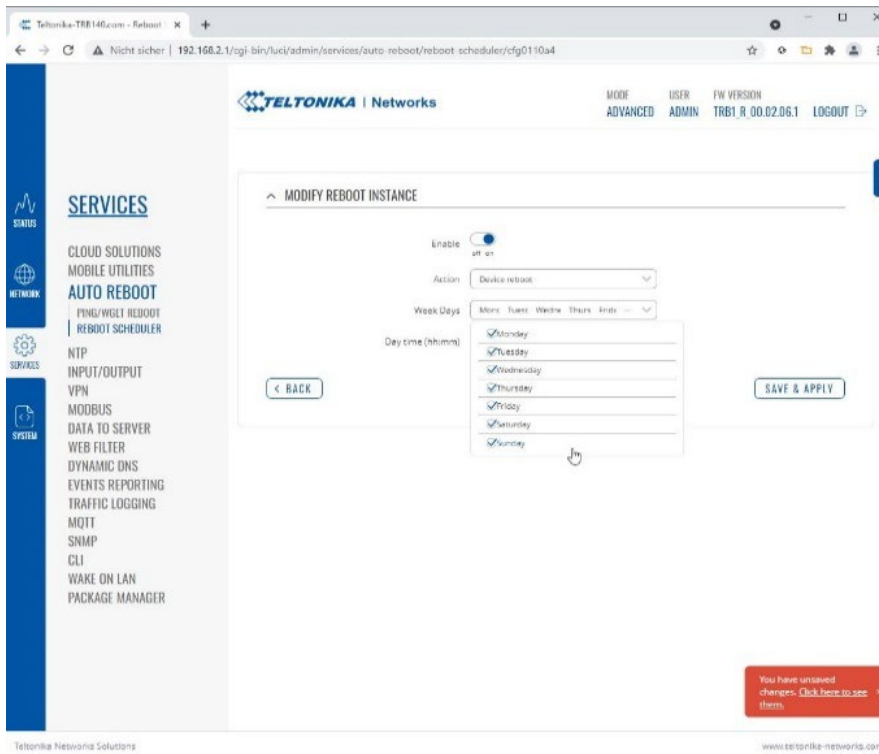 Teltonika-TRB140.com - Reboot
Nicht sicher | 192.168.2.1/cgi-bin/luci/admin/services/auto-reboot/reboot-scheduler/cfg0110a4
TELTONIKA | Networks
MODE
ADVANCED
USER
ADMIN
FW VERSION
TRB1_R_00.02.06.1
LOGOUT
STATUS
NETWORK
SERVICES
SYSTEM
SERVICES
CLOUD SOLUTIONS
MOBILE UTILITIES
AUTO REBOOT
PING/WGET REBOOT
REBOOT SCHEDULER
NTP
INPUT/OUTPUT
VPN
MODBUS
DATA TO SERVER
WEB FILTER
DYNAMIC DNS
EVENTS REPORTING
TRAFFIC LOGGING
MQTT
SNMP
CLI
WAKE ON LAN
PACKAGE MANAGER
MODIFY REBOOT INSTANCE
Enable
off on
Action
Device reboot
Week Days
Day time (hh:mm)
Monday
Tuesday
Wednesday
Thursday
Friday
Saturday
Sunday
< BACK
SAVE & APPLY
You have unsaved
changes. Click here to see
them.
Teltonika Networks Solutions
www.teltonika-networks.com